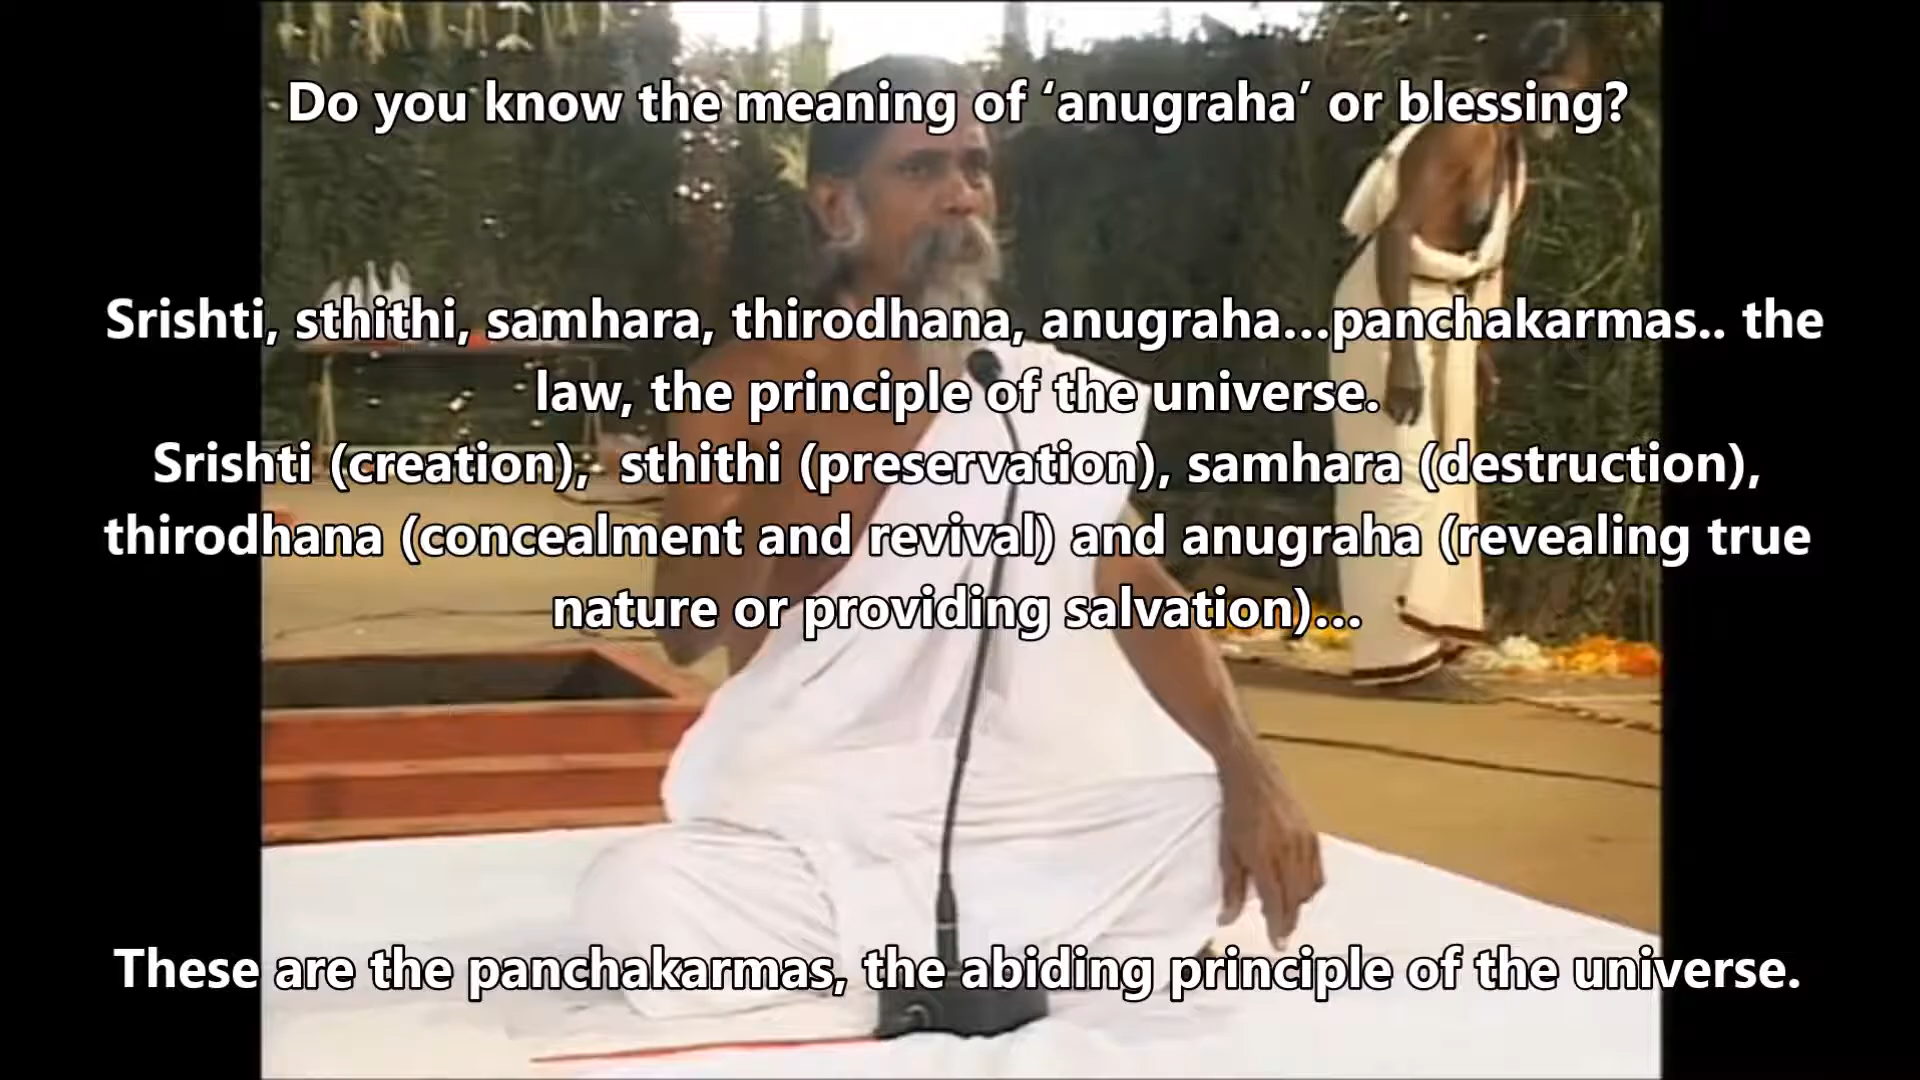 Do you know the meaning of ‘anugraha’ or blessing?
Srishti, sthithi, samhara, thirodhana, anugraha...panchakarmas.. the
law, the principle of the universe.
Srishti (creation),  sthithi (preservation), samhara (destruction),
thirodhana (concealment and revival) and anugraha (revealing true
nature or providing salvation)...
These are the panchakarmas, the abiding principle of the universe.